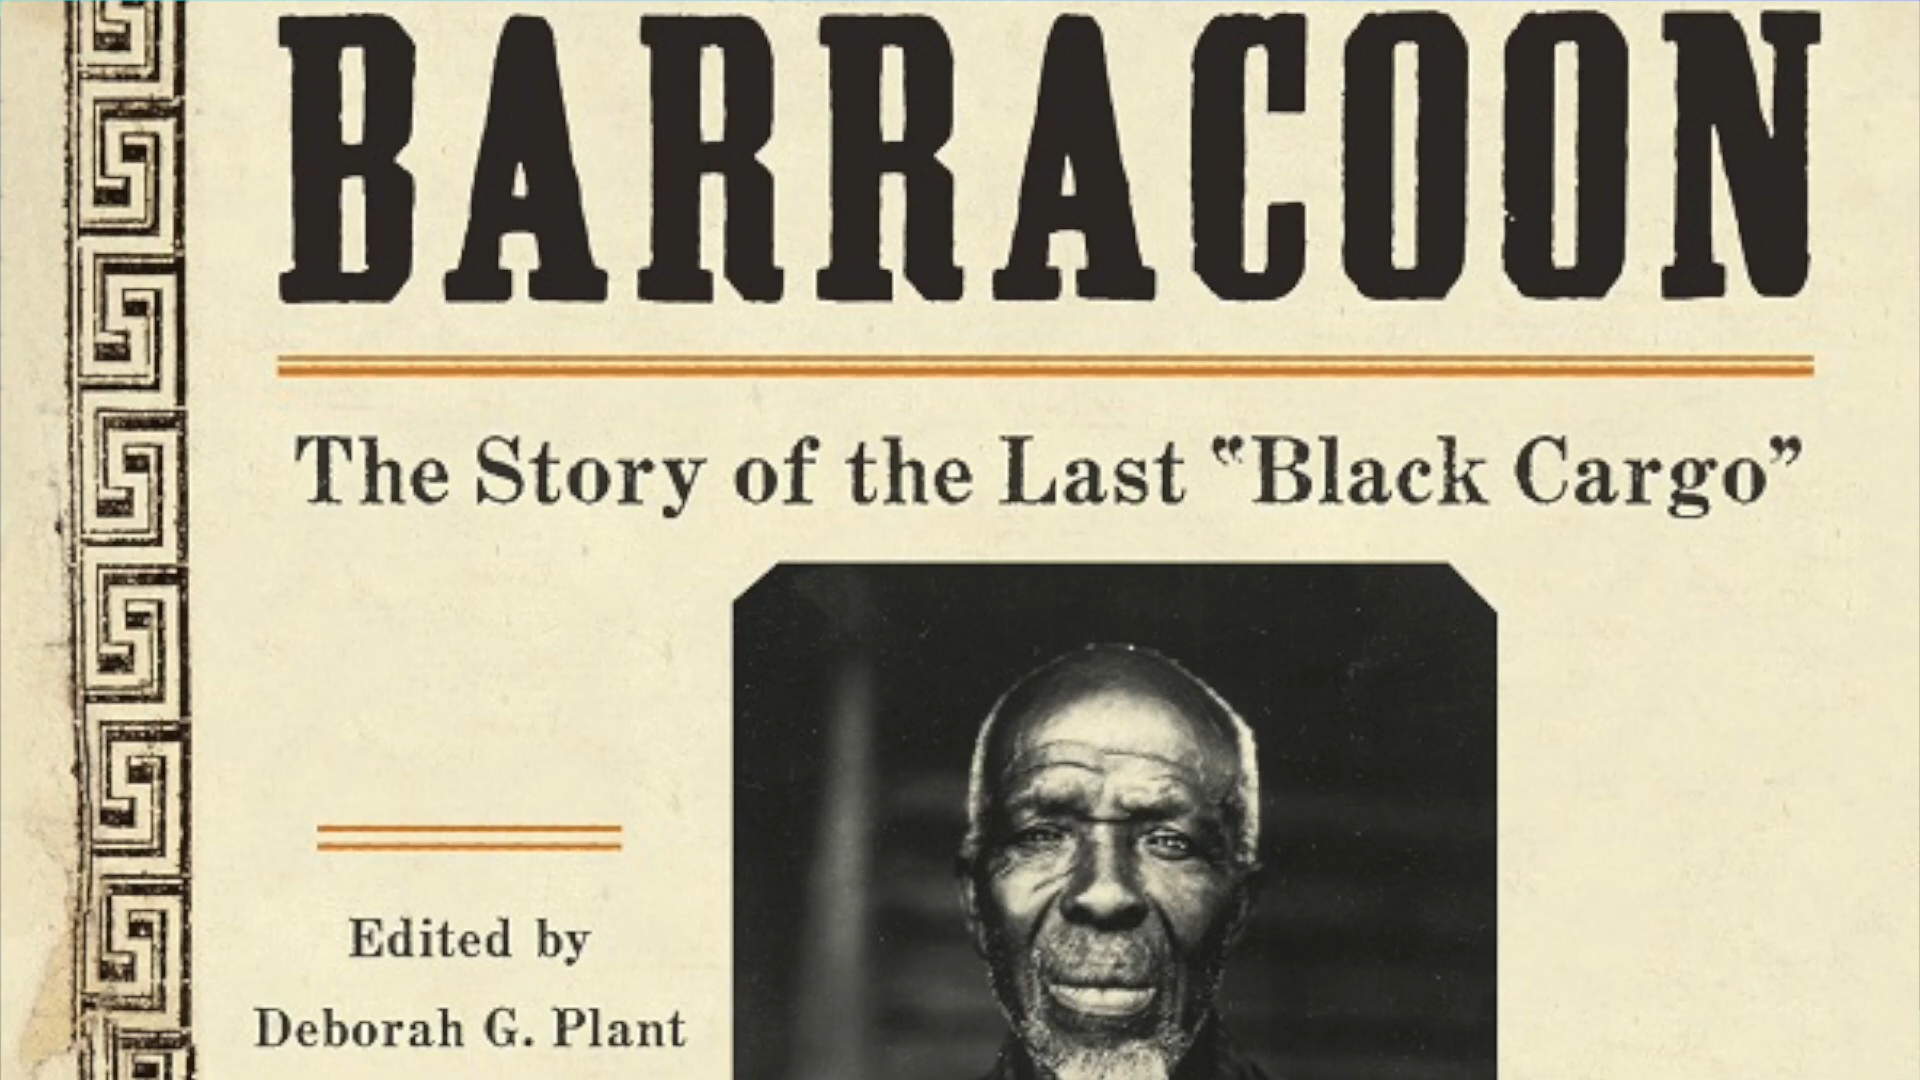 BARRACOON
The Story of the Last “Black Cargo”
Edited by
Deborah G. Plant